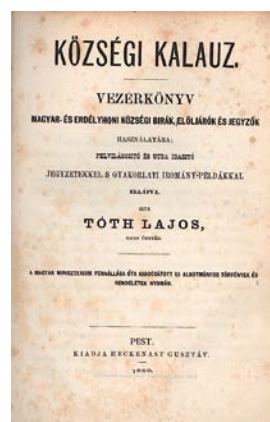 KÖZSÉGI KALAUZ.
VEZÉRKÖNYV
MAGYAR- ÉS ERDÉLYHONI KÖZSÉGI BIRÁK, ELÖLJÁRÓK ÉS JEGYZŐK
HASZNÁLATÁRA;
FELVILÁGOSITÓ ÉS UTBA IGAZITÓ
JEGYZETEKKEL S GYAKORLATI IROMÁNY-PÉLDÁKKAL
ELLÁTVA.
IRTA
TÓTH LAJOS,
A MAGYAR MINISZTERIUM FENNÁLLÁSA ÓTA KIBOCSÁTOTT UJ ALKOTMÁNYOS TÖRVÉNYEK ÉS
RENDELETEK NYOMÁN.
PEST.
KIADJA HECKENAST GUSZTÁV.